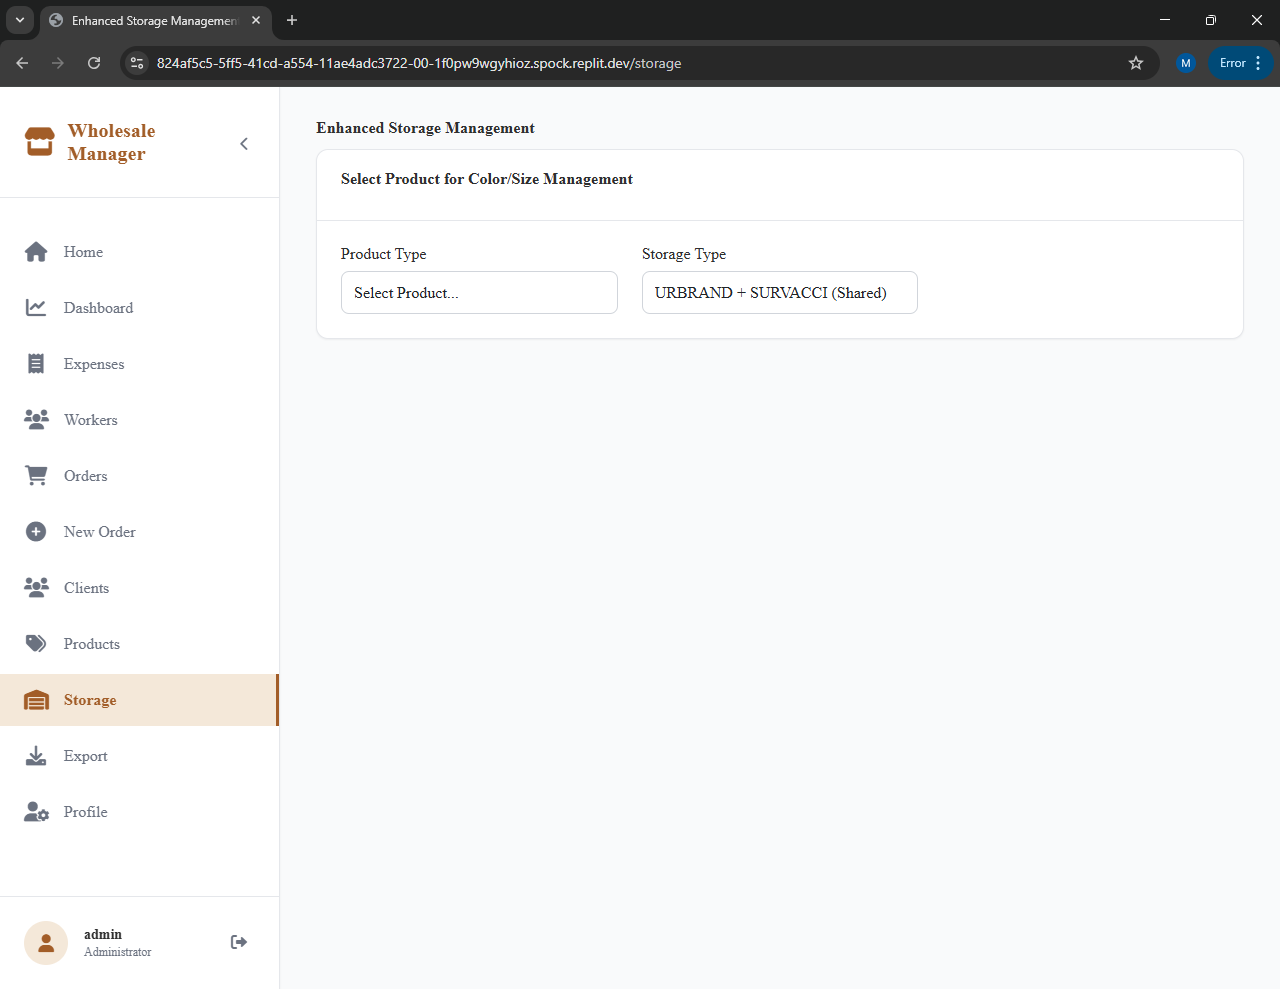 Enhanced Storage Management
824af5c5-5ff5-41cd-a554-11ae4adc3722-00-1f0pw9wgyhioz.spock.replit.dev/storage
M
Error
Wholesale
Manager
Home
Dashboard
Expenses
Workers
Orders
New Order
Clients
Products
Storage
Export
Profile
admin
Administrator
Enhanced Storage Management
Select Product for Color/Size Management
Product Type
Storage Type
Select Product...
URBRAND + SURVACCI (Shared)